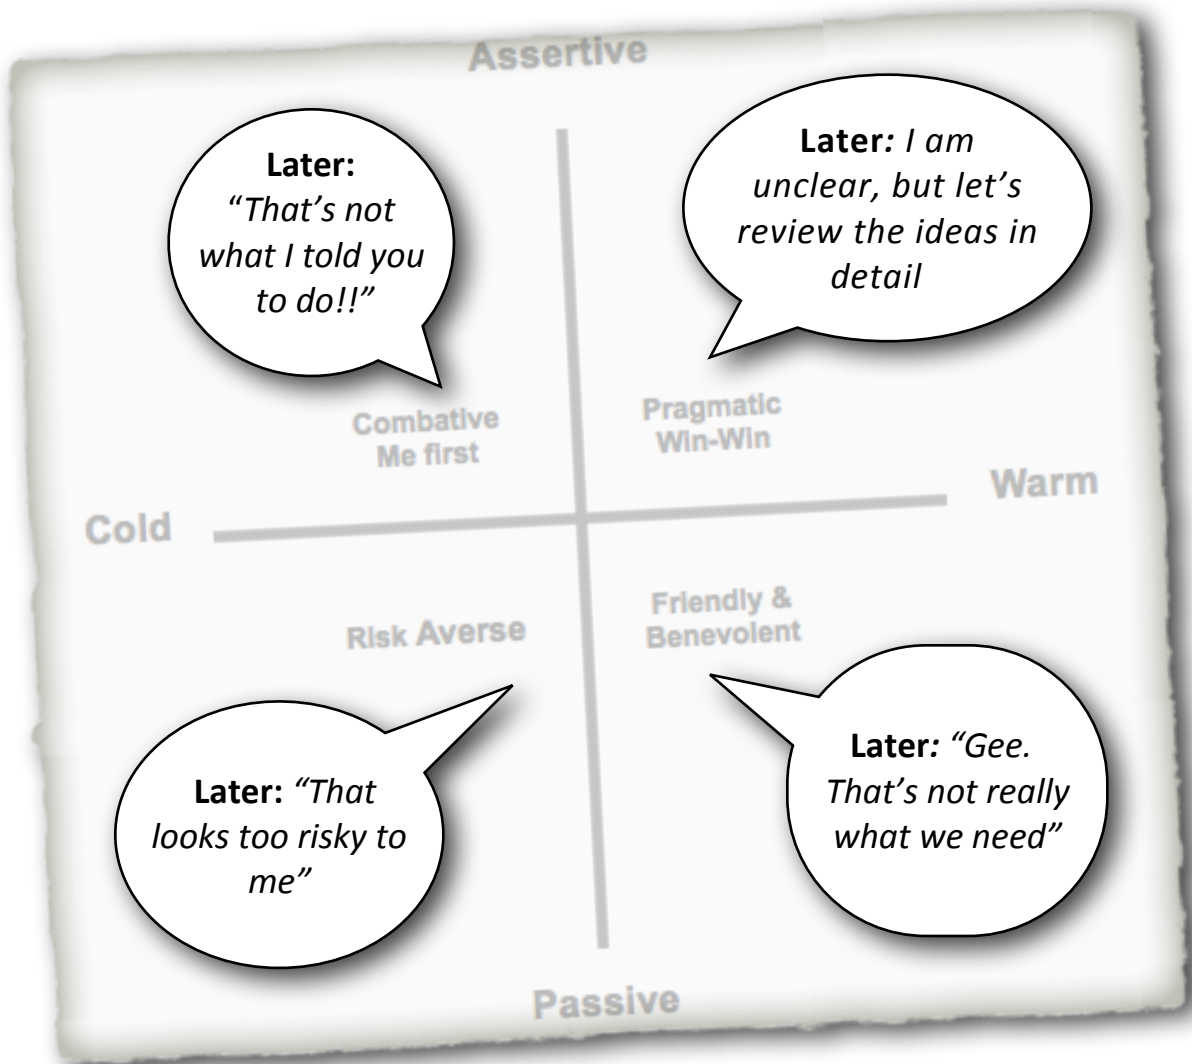 Assertive
Later:
“That’s not
what I told you
to do!!”
Later: I am
unclear, but let’s
review the ideas in
detail
Combative
Me first
Pragmatic
Win-Win
Cold
Warm
Risk Averse
Friendly &
Benevolent
Later: “That
looks too risky to
me”
Later: “Gee.
That’s not really
what we need”
Passive